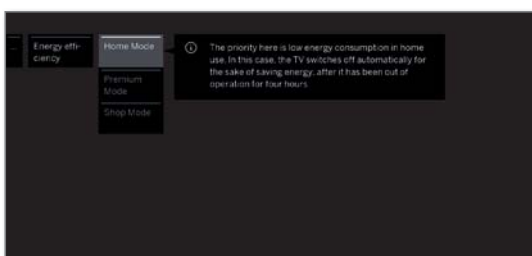 ...
Energy effi-
ciency
Home Mode
Premium
Mode
Shop Mode
The priority here is low energy consumption in home
use. In this case, the TV switches off automatically for
the sake of saving energy, after it has been out of
operation for four hours.